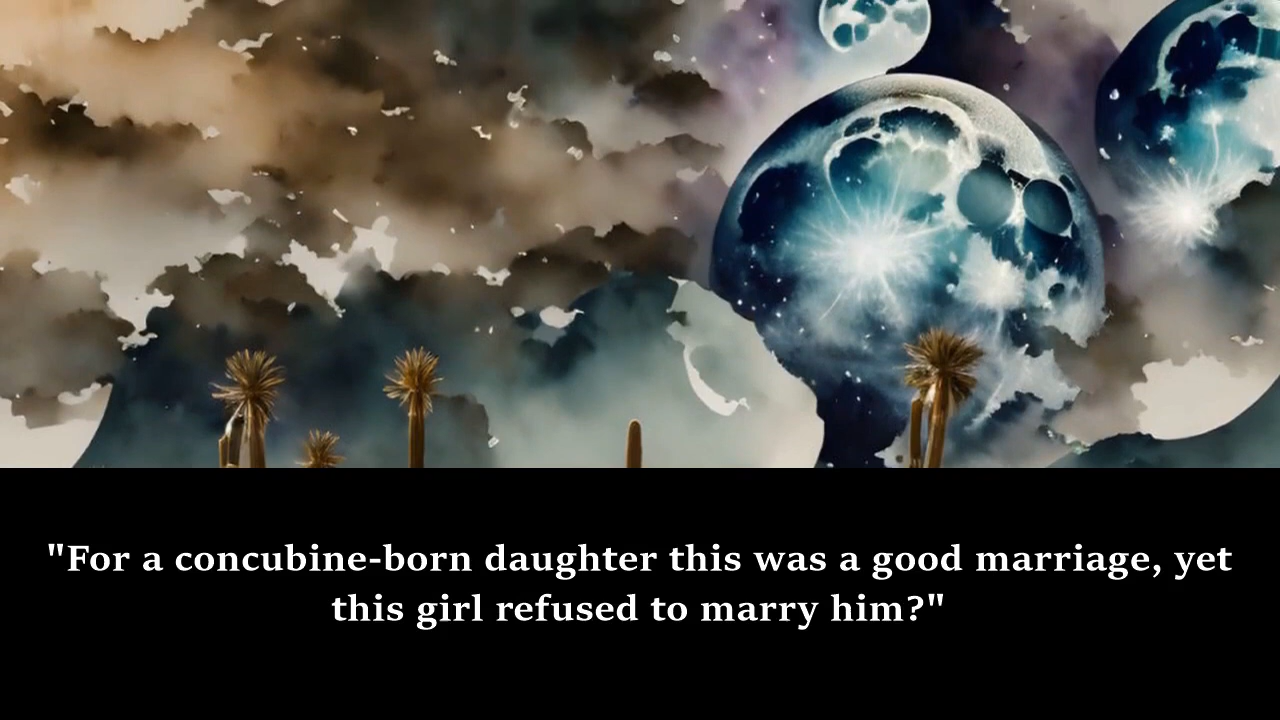 "For a concubine-born daughter this was a good marriage, yet
this girl refused to marry him?"